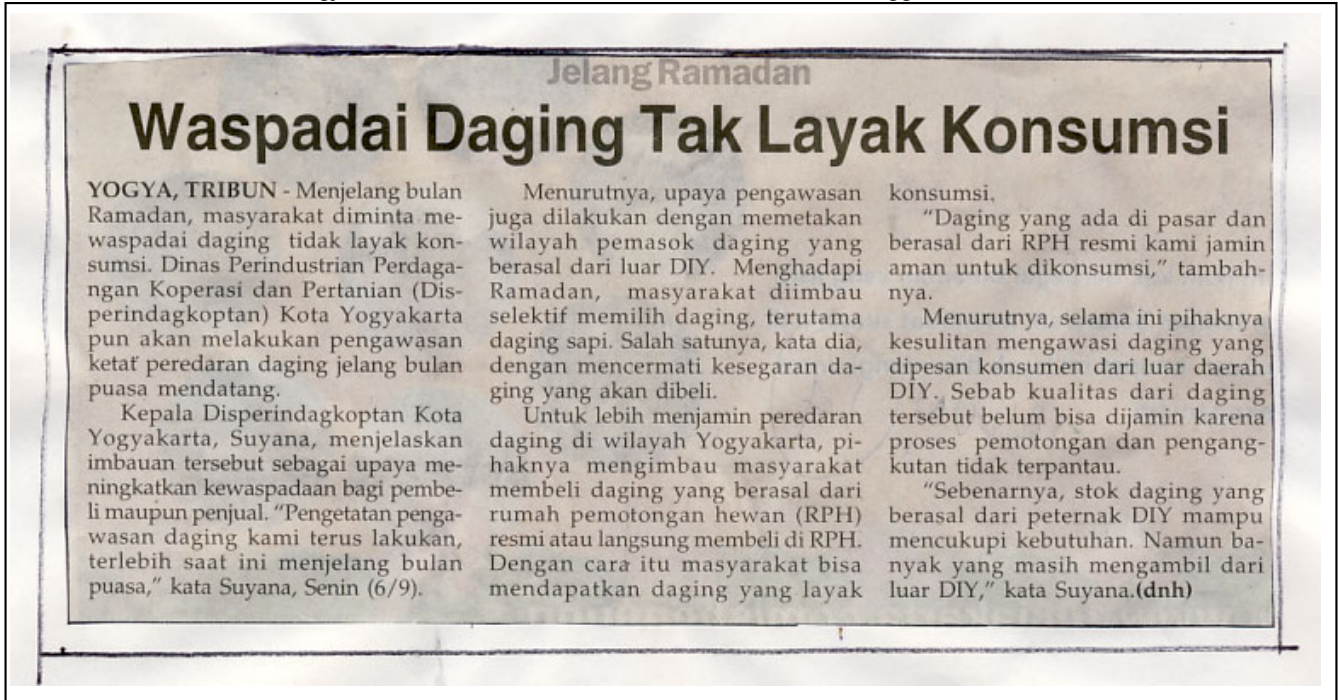 Jelang Ramadan
Waspadai Daging Tak Layak Konsumsi
YOGYA, TRIBUN - Menjelang bulan
Ramadan, masyarakat diminta me-
waspadai daging tidak layak kon-
sumsi. Dinas Perindustrian Perdaga-
ngan Koperasi dan Pertanian (Dis-
perindagkoptan) Kota Yogyakarta
pun akan melakukan pengawasan
ketat peredaran daging jelang bulan
puasa mendatang.
Kepala Disperindagkoptan Kota
Yogyakarta, Suyana, menjelaskan
imbauan tersebut sebagai upaya me-
ningkatkan kewaspadaan bagi pembe-
li maupun penjual. "Pengetatan penga-
wasan daging kami terus lakukan,
terlebih saat ini menjelang bulan
puasa," kata Suyana, Senin (6/9).
Menurutnya, upaya pengawasan
juga dilakukan dengan memetakan
wilayah pemasok daging yang
berasal dari luar DIY. Menghadapi
Ramadan, masyarakat diimbau
selektif memilih daging, terutama
daging sapi. Salah satunya, kata dia,
dengan mencermati kesegaran da-
ging yang akan dibeli.
Untuk lebih menjamin peredaran
daging di wilayah Yogyakarta, pi-
haknya mengimbau masyarakat
membeli daging yang berasal dari
rumah pemotongan hewan (RPH)
resmi atau langsung membeli di RPH.
Dengan cara itu masyarakat bisa
mendapatkan daging yang layak
konsumsi.
"Daging yang ada di pasar dan
berasal dari RPH resmi kami jamin
aman untuk dikonsumsi," tambah-
nya.
Menurutnya, selama ini pihaknya
kesulitan mengawasi daging yang
dipesan konsumen dari luar daerah
DIY. Sebab kualitas dari daging
tersebut belum bisa dijamin karena
proses pemotongan dan pengang-
kutan tidak terpantau.
"Sebenarnya, stok daging yang
berasal dari peternak DIY mampu
mencukupi kebutuhan. Namun ba-
nyak yang masih mengambil dari
luar DIY," kata Suyana.(dnh)